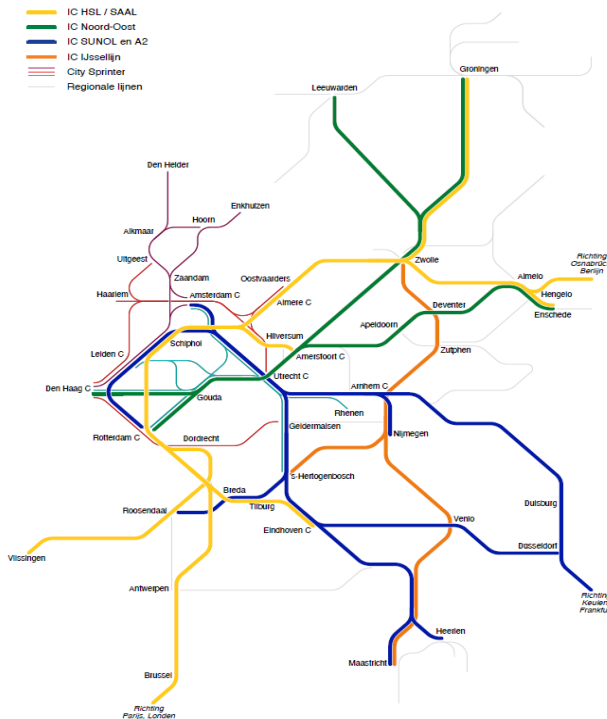 IC HSL / SAAL
IC Noord-Oost
IC SUNOL en A2
IC IJssellijn
City Sprinter
Regionale lijnen
Groningen
Leeuwarden
Den Helder
Enkhuizen
Hoorn
Alkmaar
Uitgeest
Zwolle
Richting
Osnabrück
Berlijn
Zaandam
Oostvaarders
Almelo
Haarlem
Amsterdam C
Almere C
Hengelo
Deventer
Enschede
Apeldoorn
Schiphol
Hilversum
Zutphen
Leiden C
Amersfoort C
Utrecht C
Den Haag C
Arnhem C
Gouda
Rhenen
Geldermalsen
Rotterdam C
Dordrecht
Nijmegen
's-Hertogenbosch
Breda
Duisburg
Tilburg
Roosendaal
Venlo
Eindhoven C
Düsseldorf
Vlissingen
Antwerpen
Richting
Keulen
Frankfu
Heerlen
Maastricht
Brussel
Richting
Parijs, Londen